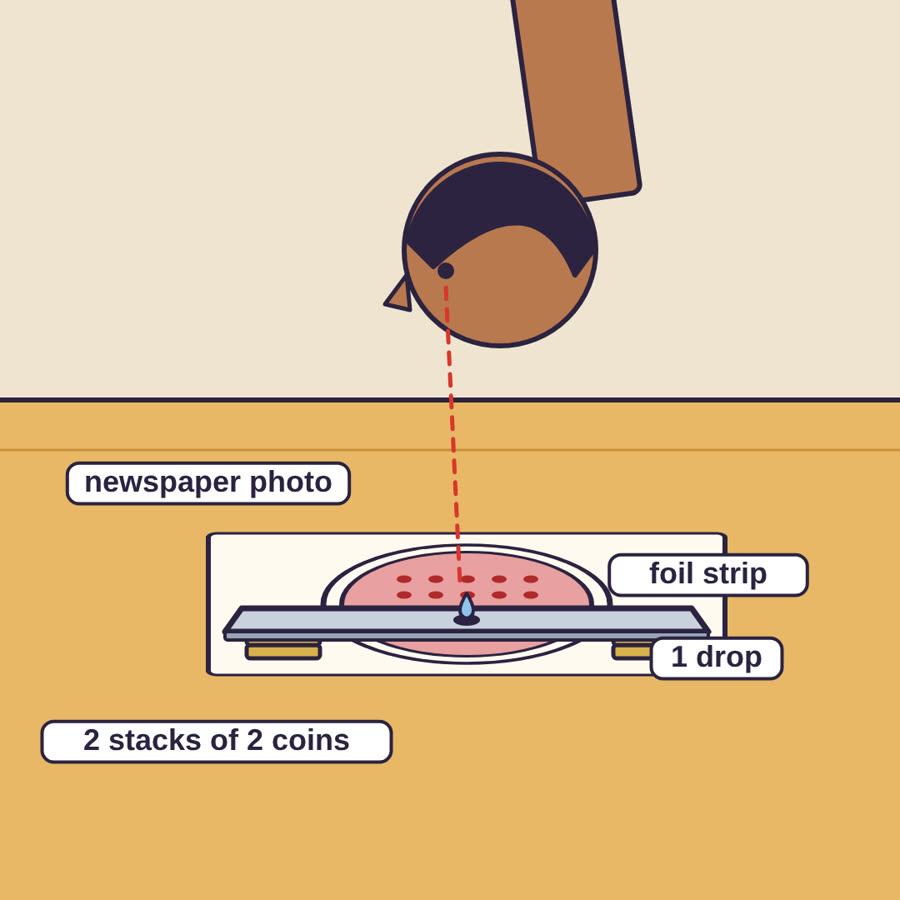 newspaper photo
foil strip
1 drop
2 stacks of 2 coins